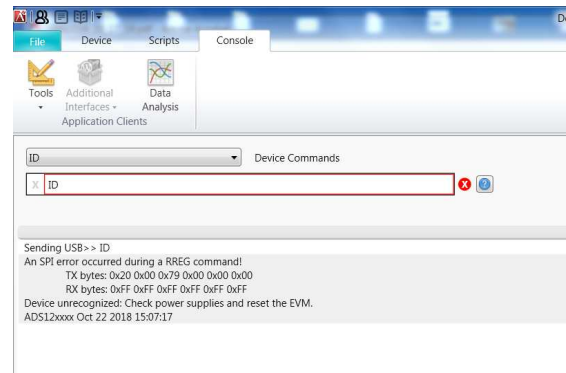 De
File Device Scripts Console
Tools Additional Interfaces Data Analysis
Application Clients
ID Device Commands
X ID
Sending USB>> ID
An SPI error occurred during a RREG command!
TX bytes: 0x20 0x00 0x79 0x00 0x00 0x00
RX bytes: 0xFF 0xFF 0xFF 0xFF 0xFF 0xFF
Device unrecognized: Check power supplies and reset the EVM.
ADS12xxxx Oct 22 2018 15:07:17